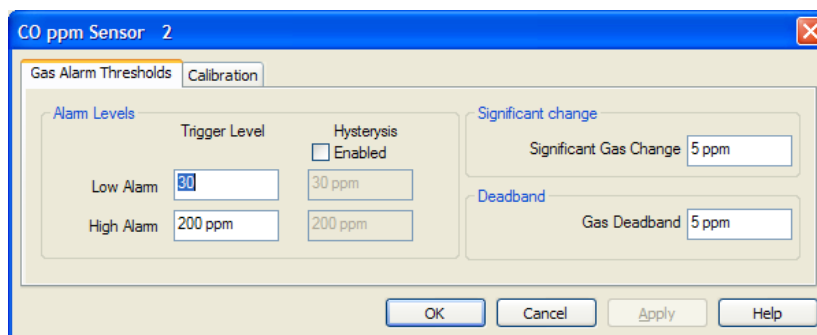 CO ppm Sensor 2
Gas Alarm Thresholds Calibration
Alarm Levels
Trigger Level
Hysterysis
Enabled
Low Alarm 30 30 ppm
High Alarm 200 ppm 200 ppm
Significant change
Significant Gas Change 5 ppm
Deadband
Gas Deadband 5 ppm
OK Cancel Apply Help